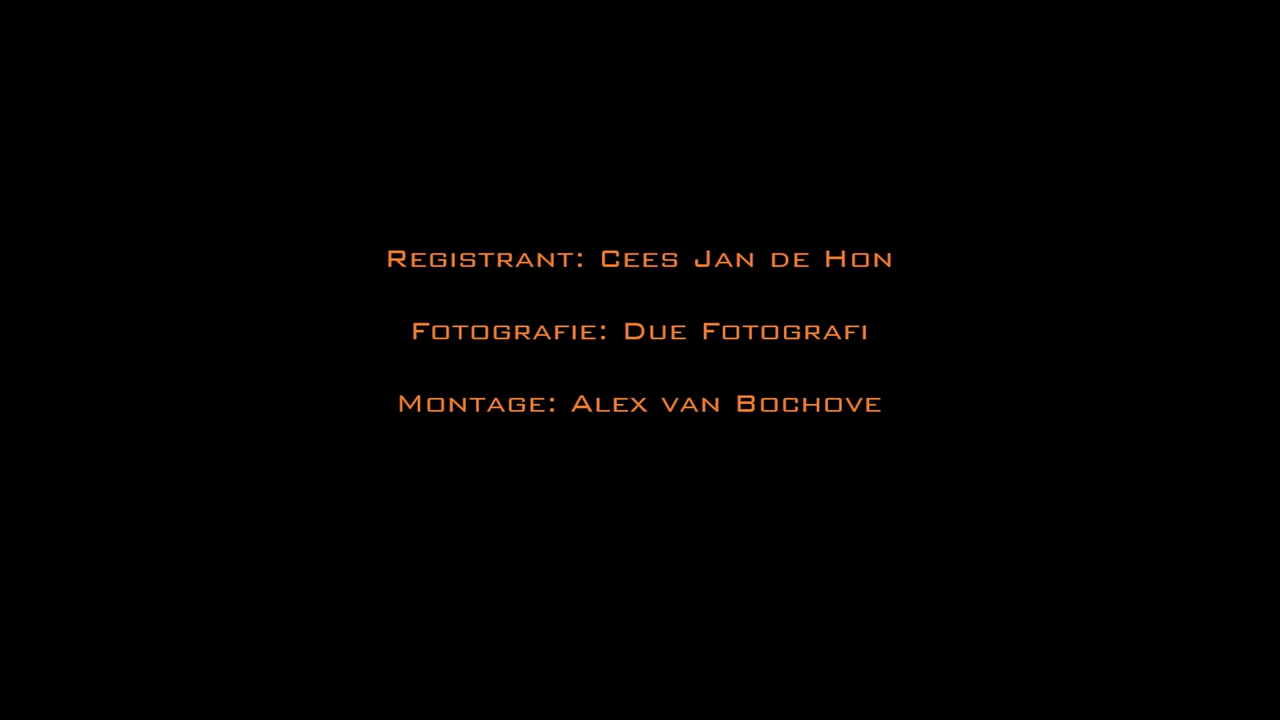 Registrant: Cees Jan de Hon
Fotografie: Due Fotografi
Montage: Alex van Bochove